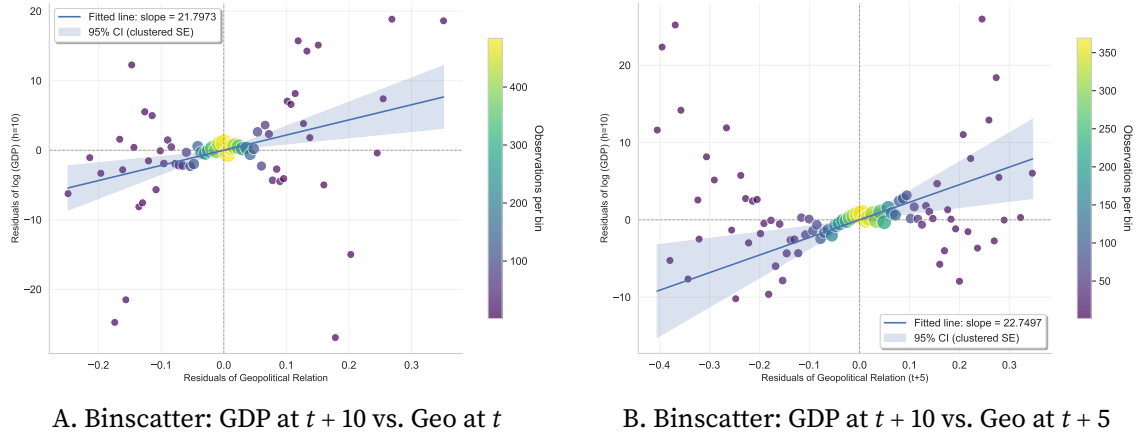 Fitted line: slope = 21.7973
95% CI (clustered SE)
20
10
0
−10
−20
Residuals of log (GDP) (h=10)
−0.2
−0.1
0.0
0.1
0.2
0.3
Residuals of Geopolitical Relation
400
300
200
100
Observations per bin
A. Binscatter: GDP at t + 10 vs. Geo at t
20
10
0
−10
Residuals of log (GDP) (h=10)
Fitted line: slope = 22.7497
95% CI (clustered SE)
−0.4
−0.3
−0.2
−0.1
0.0
0.1
0.2
0.3
Residuals of Geopolitical Relation (t+5)
350
300
250
200
150
100
50
Observations per bin
B. Binscatter: GDP at t + 10 vs. Geo at t + 5